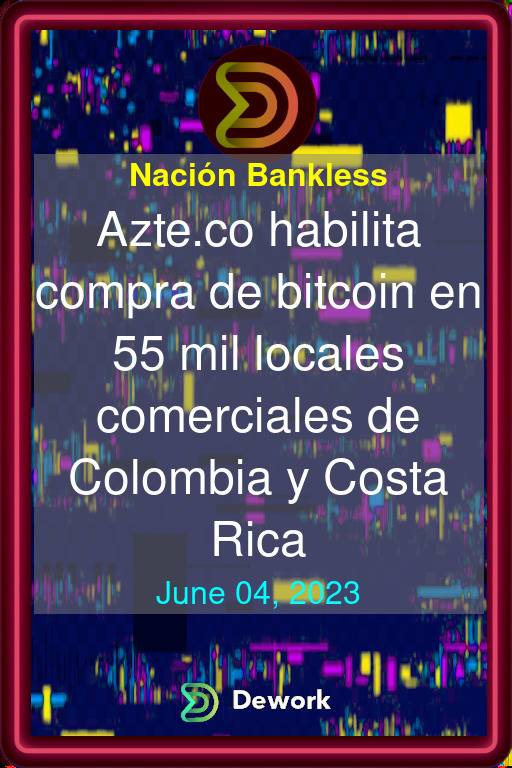 Nación Bankless
Azte.co habilita
compra de bitcoin en
55 mil locales
comerciales de
Colombia y Costa
Rica
June 04, 2023
Dework